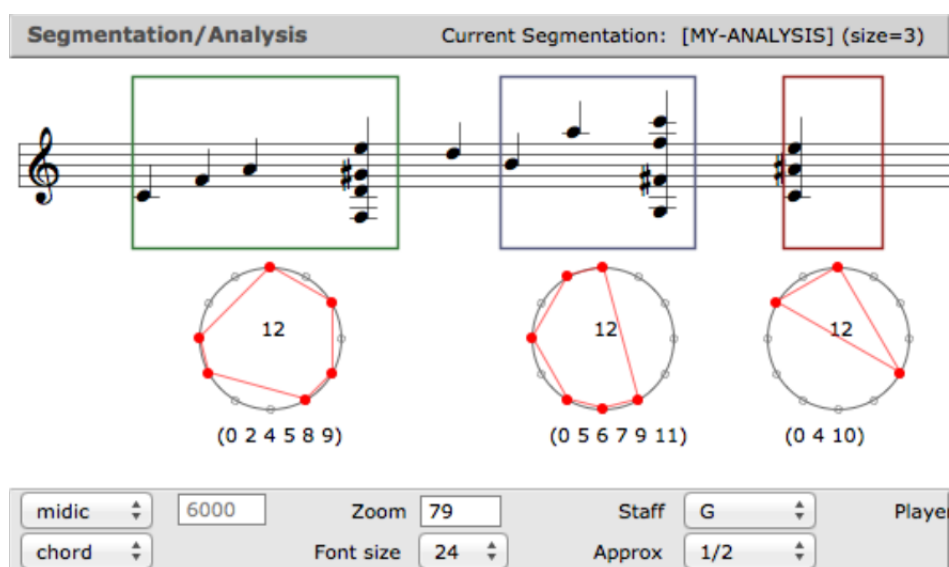 Segmentation/Analysis Current Segmentation: [MY-ANALYSIS] (size=3)
12 12 12
(0 2 4 5 8 9) (0 5 6 7 9 11) (0 4 10)
midic 6000 Zoom 79 Staff G Player
chord Font size 24 Approx 1/2